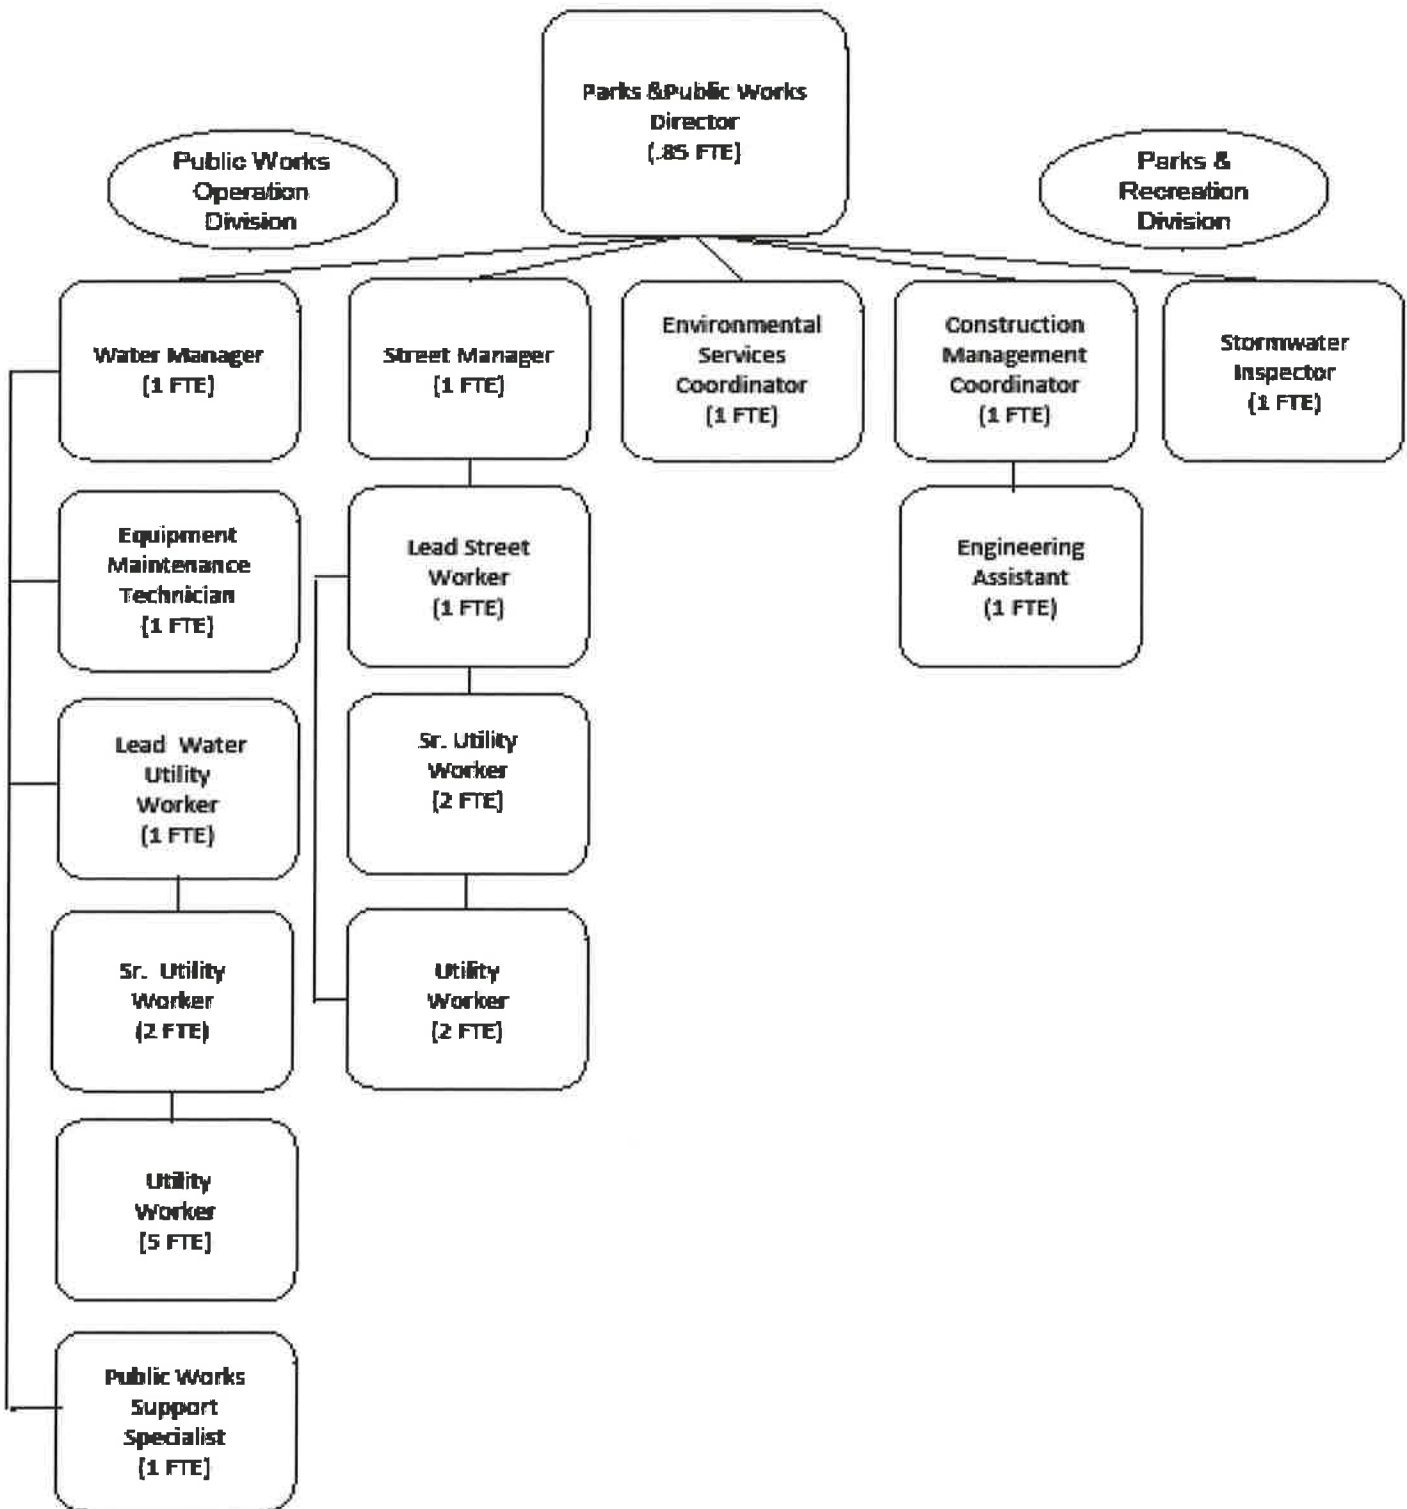 Parks &Public Works
Director
(.85 FTE)
Public Works
Operation
Division
Parks &
Recreation
Division
Water Manager
(1 FTE)
Street Manager
(1 FTE)
Environmental
Services
Coordinator
(1 FTE)
Construction
Management
Coordinator
(1 FTE)
Stormwater
Inspector
(1 FTE)
Equipment
Maintenance
Technician
(1 FTE)
Lead Street
Worker
(1 FTE)
Engineering
Assistant
(1 FTE)
Lead Water
Utility
Worker
(1 FTE)
Sr. Utility
Worker
(2 FTE)
Sr. Utility
Worker
(2 FTE)
Utility
Worker
(2 FTE)
Utility
Worker
(5 FTE)
Public Works
Support
Specialist
(1 FTE)